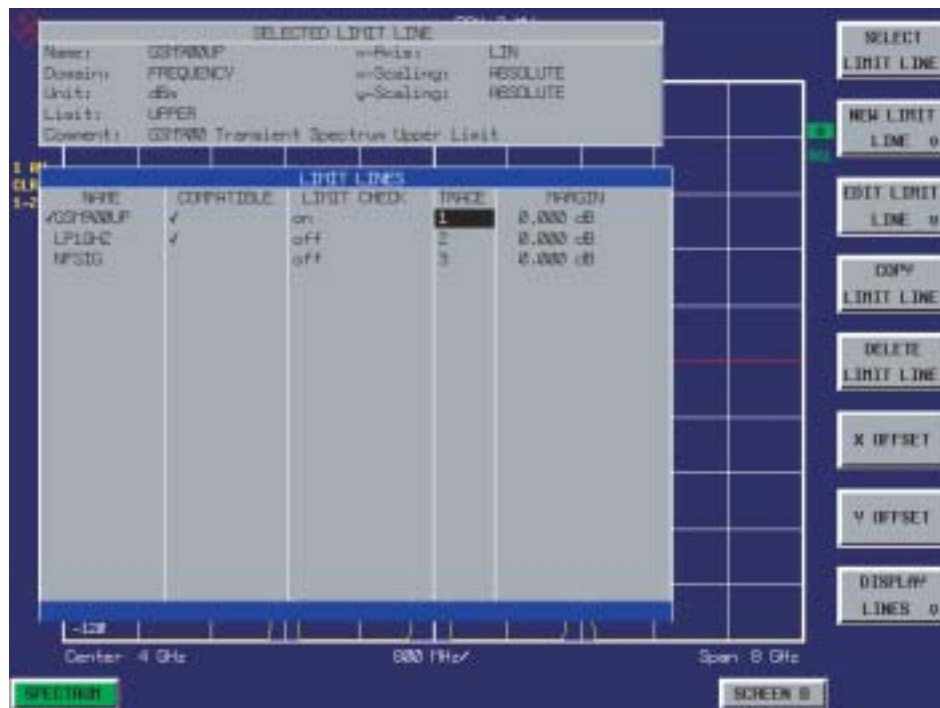 SELECTED LIMIT LINE
Name: GSM900UP x-Axis: LIN
Domain: FREQUENCY x-Scaling: ABSOLUTE
Unit: dBm y-Scaling: ABSOLUTE
Limit: UPPER
Comment: GSM900 Transient Spectrum Upper Limit
LIMIT LINES
NAME COMPATIBLE LIMIT CHECK TRACE MARGIN
√GSM900UP √ on 1 0.000 dB
LP1GHZ √ off 2 0.000 dB
NFSIG off 3 0.000 dB
-120
Center 4 GHz 800 MHz/ Span 8 GHz
SPECTRUM
SCREEN B
SELECT
LIMIT LINE
NEW LIMIT
LINE
EDIT LIMIT
LINE
COPY
LIMIT LINE
DELETE
LIMIT LINE
X OFFSET
Y OFFSET
DISPLAY
LINES